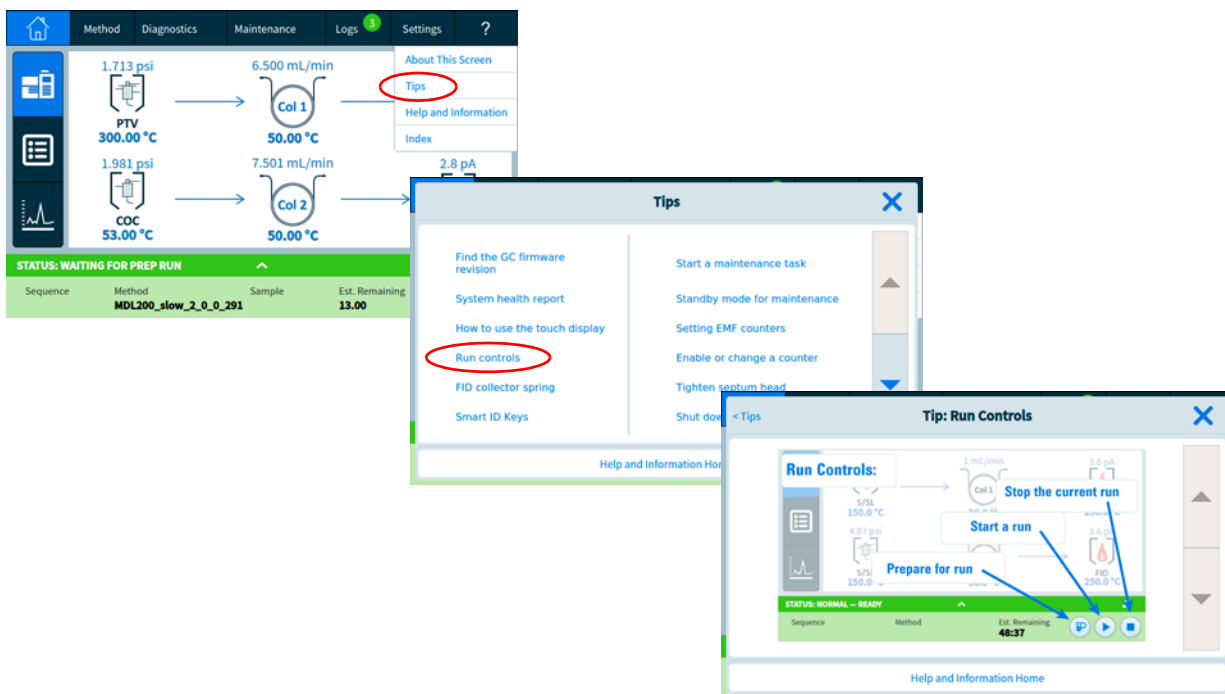 Method Diagnostics Maintenance Logs 3 Settings ?
About This Screen
Tips
Help and Information
Index
1.713 psi 6.500 mL/min
Col 1
PTV
300.00 °C 50.00 °C
1.981 psi 7.501 mL/min 2.8 pA
Col 2
COC
53.00 °C 50.00 °C
STATUS: WAITING FOR PREP RUN
Sequence Method Sample Est. Remaining
MDL200_slow_2_0_0_291 13.00
Tips
Find the GC firmware
revision
System health report
How to use the touch display
Run controls
FID collector spring
Smart ID Keys
Start a maintenance task
Standby mode for maintenance
Setting EMF counters
Enable or change a counter
Tighten septum head
Shut dow
Help and Information Hor
< Tips Tip: Run Controls
Run Controls:
1 mL/min 3.6 pA
Col 1
Stop the current run
S/SL
150.0 °C
4.87 psi
Start a run
3.6 pA
Prepare for run
FID
150.0 250.0 °C
STATUS: NORMAL — READY
Sequence Method Est. Remaining
48:37
Help and Information Home